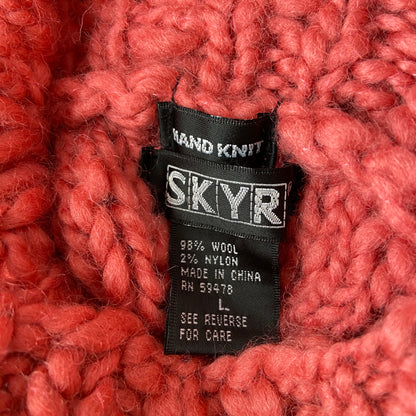 HAND KNIT
SKYR
98% WOOL
2% NYLON
MADE IN CHINA
RN 59478
L
SEE REVERSE
FOR CARE